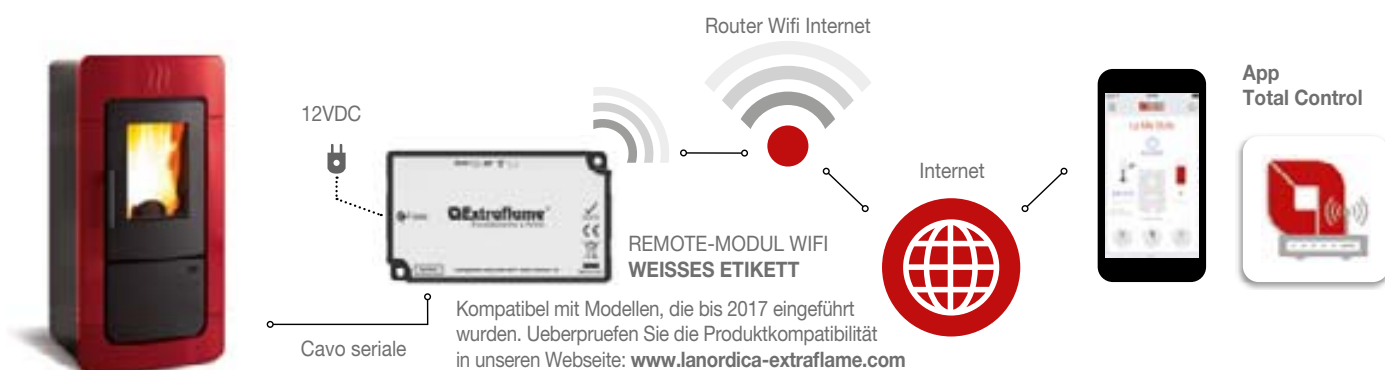 Router Wifi Internet
12VDC
Extraflame
REMOTE-MODUL WIFI
WEISSES ETIKETT
Kompatibel mit Modellen, die bis 2017 eingeführt
wurden. Ueberpruefen Sie die Produktkompatibilität
in unseren Webseite: www.lanordica-extraflame.com
Cavo seriale
Internet
App
Total Control